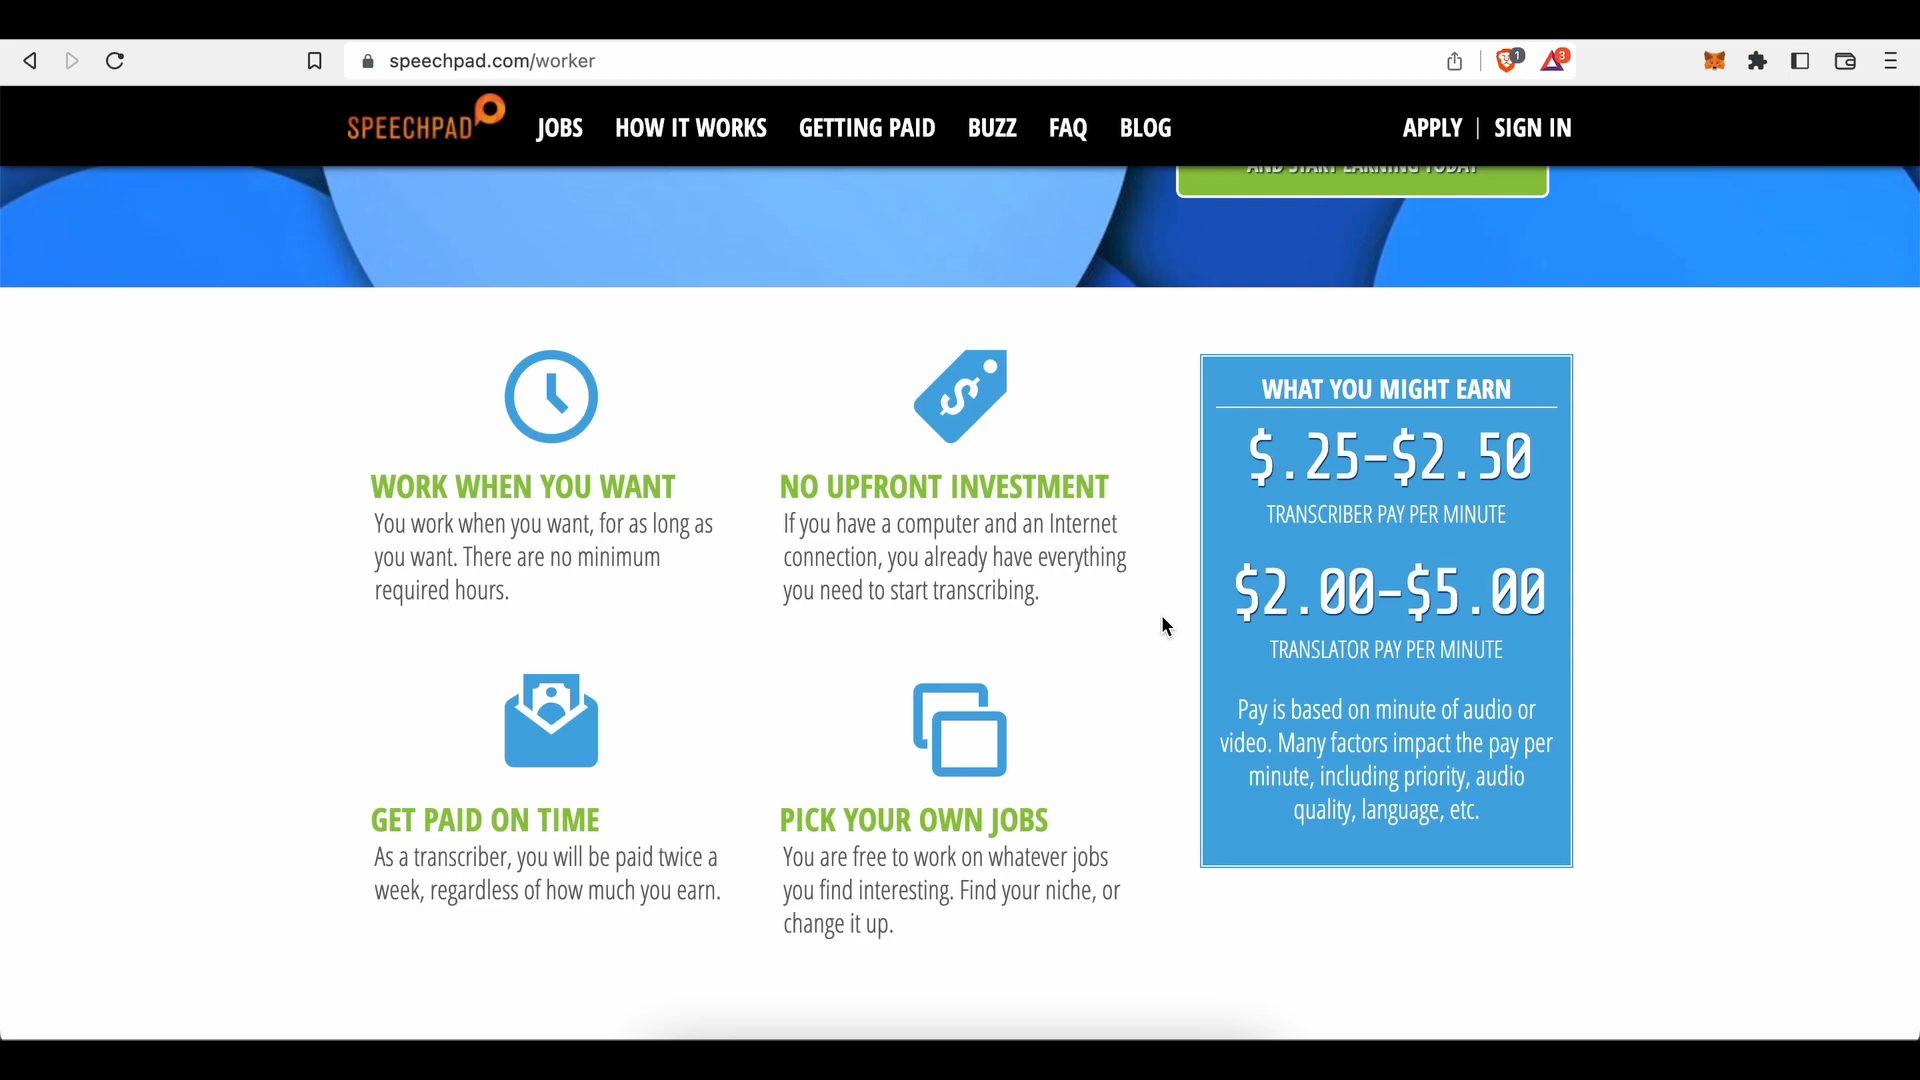 speechpad.com/worker
1
3
SPEECHPAD
JOBS HOW IT WORKS GETTING PAID BUZZ FAQ BLOG APPLY | SIGN IN
AND START EARNING TODAY
WORK WHEN YOU WANT
You work when you want, for as long as
you want. There are no minimum
required hours.
NO UPFRONT INVESTMENT
If you have a computer and an Internet
connection, you already have everything
you need to start transcribing.
GET PAID ON TIME
As a transcriber, you will be paid twice a
week, regardless of how much you earn.
PICK YOUR OWN JOBS
You are free to work on whatever jobs
you find interesting. Find your niche, or
change it up.
WHAT YOU MIGHT EARN
$.25-$2.50
TRANSCRIBER PAY PER MINUTE
$2.00-$5.00
TRANSLATOR PAY PER MINUTE
Pay is based on minute of audio or
video. Many factors impact the pay per
minute, including priority, audio
quality, language, etc.